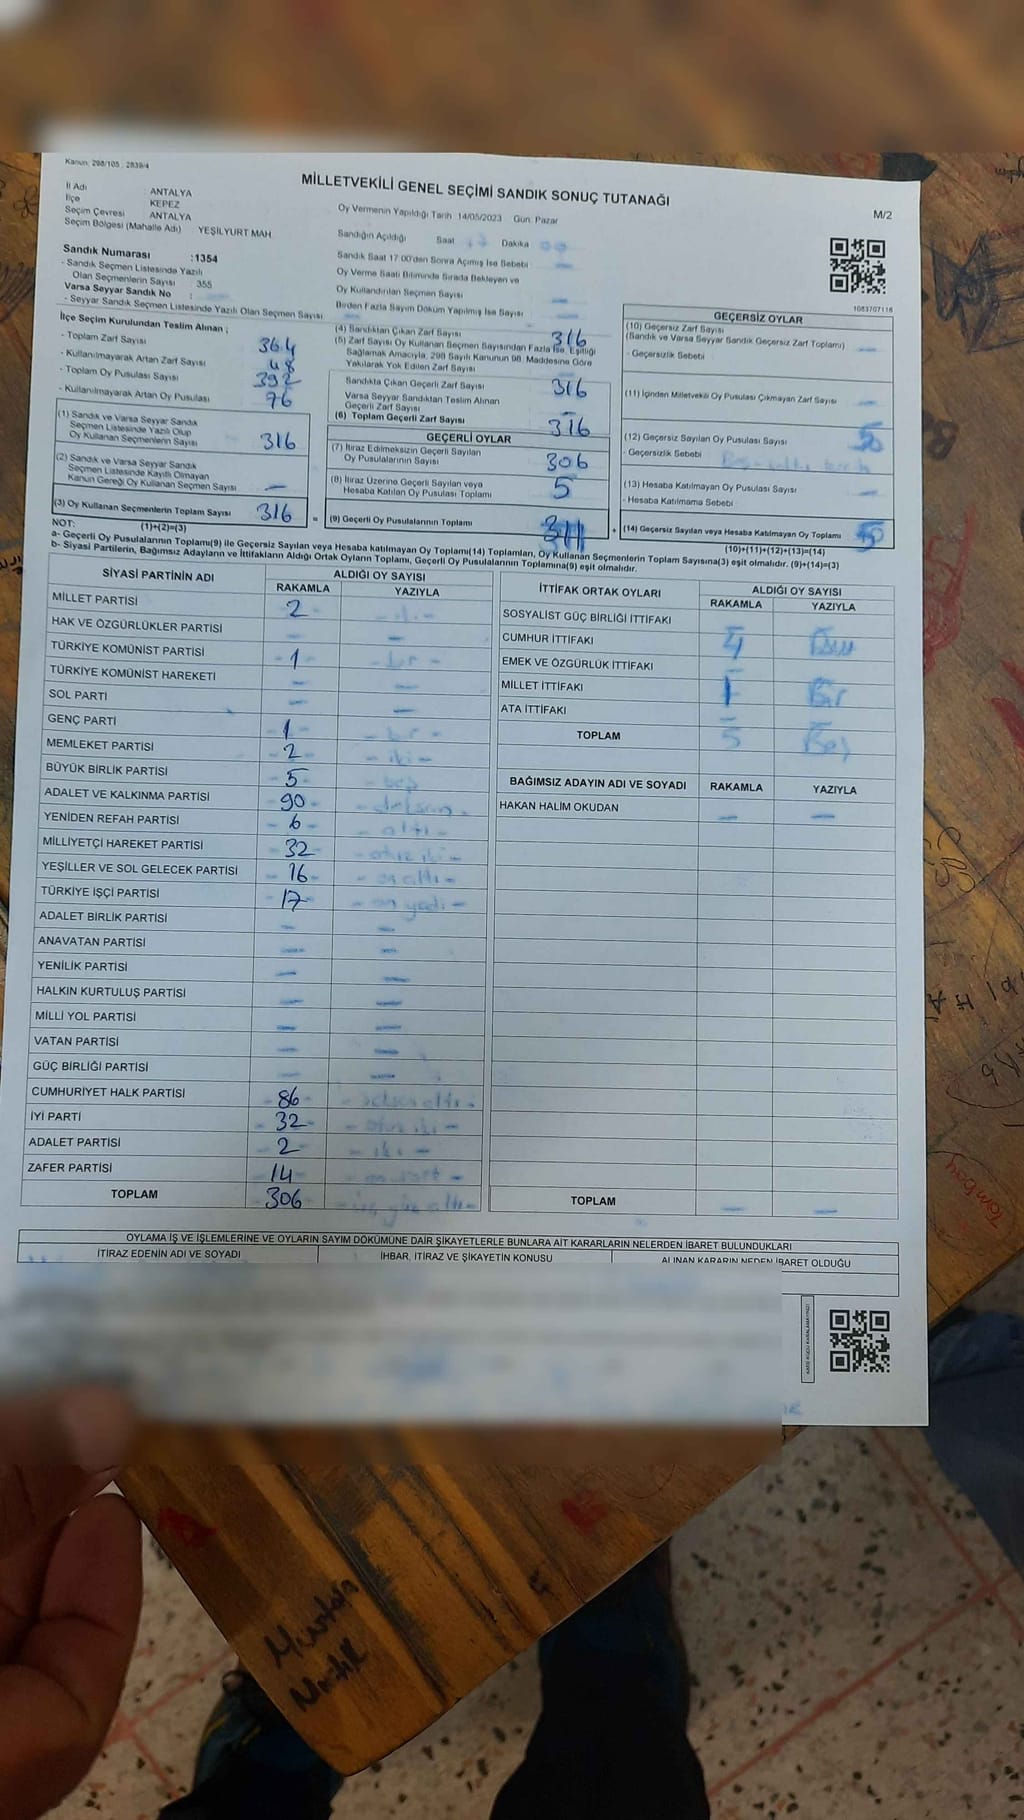 Kanun: 298/105 , 2839/4
MİLLETVEKİLİ GENEL SEÇİMİ SANDIK SONUÇ TUTANAĞI
M/2
İl Adı : ANTALYA
İlçe : KEPEZ
Seçim Çevresi : ANTALYA
Seçim Bölgesi (Mahalle Adı) : YEŞİLYURT MAH
Oy Vermenin Yapıldığı Tarih 14/05/2023 Gün: Pazar
Sandığın Açıldığı Saat 17 Dakika 00
Sandık Saat 17.00'den Sonra Açımış İse Sebebi —
Oy Verme Saati Bitiminde Sırada Bekleyen ve
Oy Kullandırılan Seçmen Sayısı —
Birden Fazla Sayım Döküm Yapılmış İse Sayısı —
Sandık Numarası :1354
- Sandık Seçmen Listesinde Yazılı
Olan Seçmenlerin Sayısı : 355
Varsa Seyyar Sandık No :
- Seyyar Sandık Seçmen Listesinde Yazılı Olan Seçmen Sayısı —
1083707116
İlçe Seçim Kurulundan Teslim Alınan ;
- Toplam Zarf Sayısı 364
- Kullanılmayarak Artan Zarf Sayısı 48
- Toplam Oy Pusulası Sayısı 392
- Kullanılmayarak Artan Oy Pusulası 76
(1) Sandık ve Varsa Seyyar Sandık
Seçmen Listesinde Yazılı Olup
Oy Kullanan Seçmenlerin Sayısı 316
(2) Sandık ve Varsa Seyyar Sandık
Seçmen Listesinde Kayıtlı Olmayan
Kanun Gereği Oy Kullanan Seçmen Sayısı —
(3) Oy Kullanan Seçmenlerin Toplam Sayısı 316
(1)+(2)=(3)
(4) Sandıktan Çıkan Zarf Sayısı 316
(5) Zarf Sayısı Oy Kullanan Seçmen Sayısından Fazla İse, Eşitliği
Sağlamak Amacıyla, 298 Sayılı Kanunun 98. Maddesine Göre
Yakılarak Yok Edilen Zarf Sayısı —
Sandıkta Çıkan Geçerli Zarf Sayısı 316
Varsa Seyyar Sandıktan Teslim Alınan
Geçerli Zarf Sayısı —
(6) Toplam Geçerli Zarf Sayısı 316
GEÇERLİ OYLAR
(7) İtiraz Edilmeksizin Geçerli Sayılan
Oy Pusulalarının Sayısı 306
(8) İtiraz Üzerine Geçerli Sayılan veya
Hesaba Katılan Oy Pusulası Toplamı 5
= (9) Geçerli Oy Pusulalarının Toplamı 311 +
GEÇERSİZ OYLAR
(10) Geçersiz Zarf Sayısı
(Sandık ve Varsa Seyyar Sandık Geçersiz Zarf Toplamı) —
- Geçersizlik Sebebi
(11) İçinden Milletvekili Oy Pusulası Çıkmayan Zarf Sayısı —
(12) Geçersiz Sayılan Oy Pusulası Sayısı
- Geçersizlik Sebebi
(13) Hesaba Katılmayan Oy Pusulası Sayısı —
- Hesaba Katılmama Sebebi
(14) Geçersiz Sayılan veya Hesaba Katılmayan Oy Toplamı
(10)+(11)+(12)+(13)=(14)
NOT:
a- Geçerli Oy Pusulasının Toplamı(9) ile Geçersiz Sayılan veya Hesaba katılmayan Oy Toplamı(14) Toplamları, Oy Kullanan Seçmenlerin Toplam Sayısına(3) eşit olmalıdır. (9)+(14)=(3)
b- Siyasi Partilerin, Bağımsız Adayların ve İttifakların Aldığı Ortak Oyların Toplamı, Geçerli Oy Pusulalarının Toplamına(9) eşit olmalıdır.
SİYASİ PARTİNİN ADI ALDIĞI OY SAYISI
RAKAMLA YAZIYLA
MİLLET PARTİSİ 2
HAK VE ÖZGÜRLÜKLER PARTİSİ — —
TÜRKİYE KOMÜNİST PARTİSİ - 1 - bir -
TÜRKİYE KOMÜNİST HAREKETİ — —
SOL PARTİ — —
GENÇ PARTİ - 1 - - bir -
MEMLEKET PARTİSİ - 2 - - iki -
BÜYÜK BİRLİK PARTİSİ - 5 - - beş
ADALET VE KALKINMA PARTİSİ - 90 - - doksan -
YENİDEN REFAH PARTİSİ - 6 - - altı -
MİLLİYETÇİ HAREKET PARTİSİ - 32 - - otuz iki -
YEŞİLLER VE SOL GELECEK PARTİSİ - 16 - - on altı -
TÜRKİYE İŞÇİ PARTİSİ - 17 - - on yedi -
ADALET BİRLİK PARTİSİ — —
ANAVATAN PARTİSİ — —
YENİLİK PARTİSİ — —
HALKIN KURTULUŞ PARTİSİ — —
MİLLİ YOL PARTİSİ — —
VATAN PARTİSİ — —
GÜÇ BİRLİĞİ PARTİSİ — —
CUMHURİYET HALK PARTİSİ - 86 - - seksen altı -
İYİ PARTİ - 32 - - otuz iki -
ADALET PARTİSİ - 2 - - iki -
ZAFER PARTİSİ - 14 - - on dört -
TOPLAM - 306 - - üç yüz altı -
İTTİFAK ORTAK OYLARI ALDIĞI OY SAYISI
RAKAMLA YAZIYLA
SOSYALİST GÜÇ BİRLİĞİ İTTİFAKI
CUMHUR İTTİFAKI 4
EMEK VE ÖZGÜRLÜK İTTİFAKI — —
MİLLET İTTİFAKI 1 Bir
ATA İTTİFAKI — —
TOPLAM 5 Beş
BAĞIMSIZ ADAYIN ADI VE SOYADI RAKAMLA YAZIYLA
HAKAN HALİM OKUDAN — —
TOPLAM — —
OYLAMA İŞ VE İŞLEMLERİNE VE OYLARIN SAYIM DÖKÜMÜNE DAİR ŞİKAYETLERLE BUNLARA AİT KARARLARIN NELERDEN İBARET BULUNDUKLARI
İTİRAZ EDENİN ADI VE SOYADI İHBAR, İTİRAZ VE ŞİKAYETİN KONUSU ALINAN KARARIN NEDEN İBARET OLDUĞU
Tambay
Mustafa